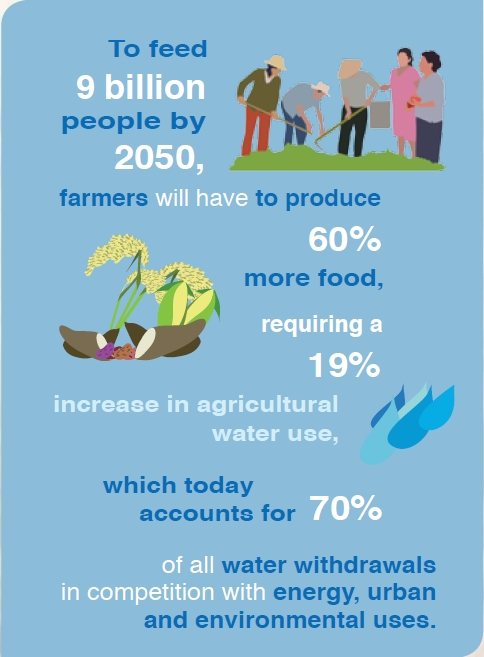 To feed
9 billion
people by
2050,
farmers will have to produce
60%
more food,
requiring a
19%
increase in agricultural
water use,
which today
accounts for 70%
of all water withdrawals
in competition with energy, urban
and environmental uses.